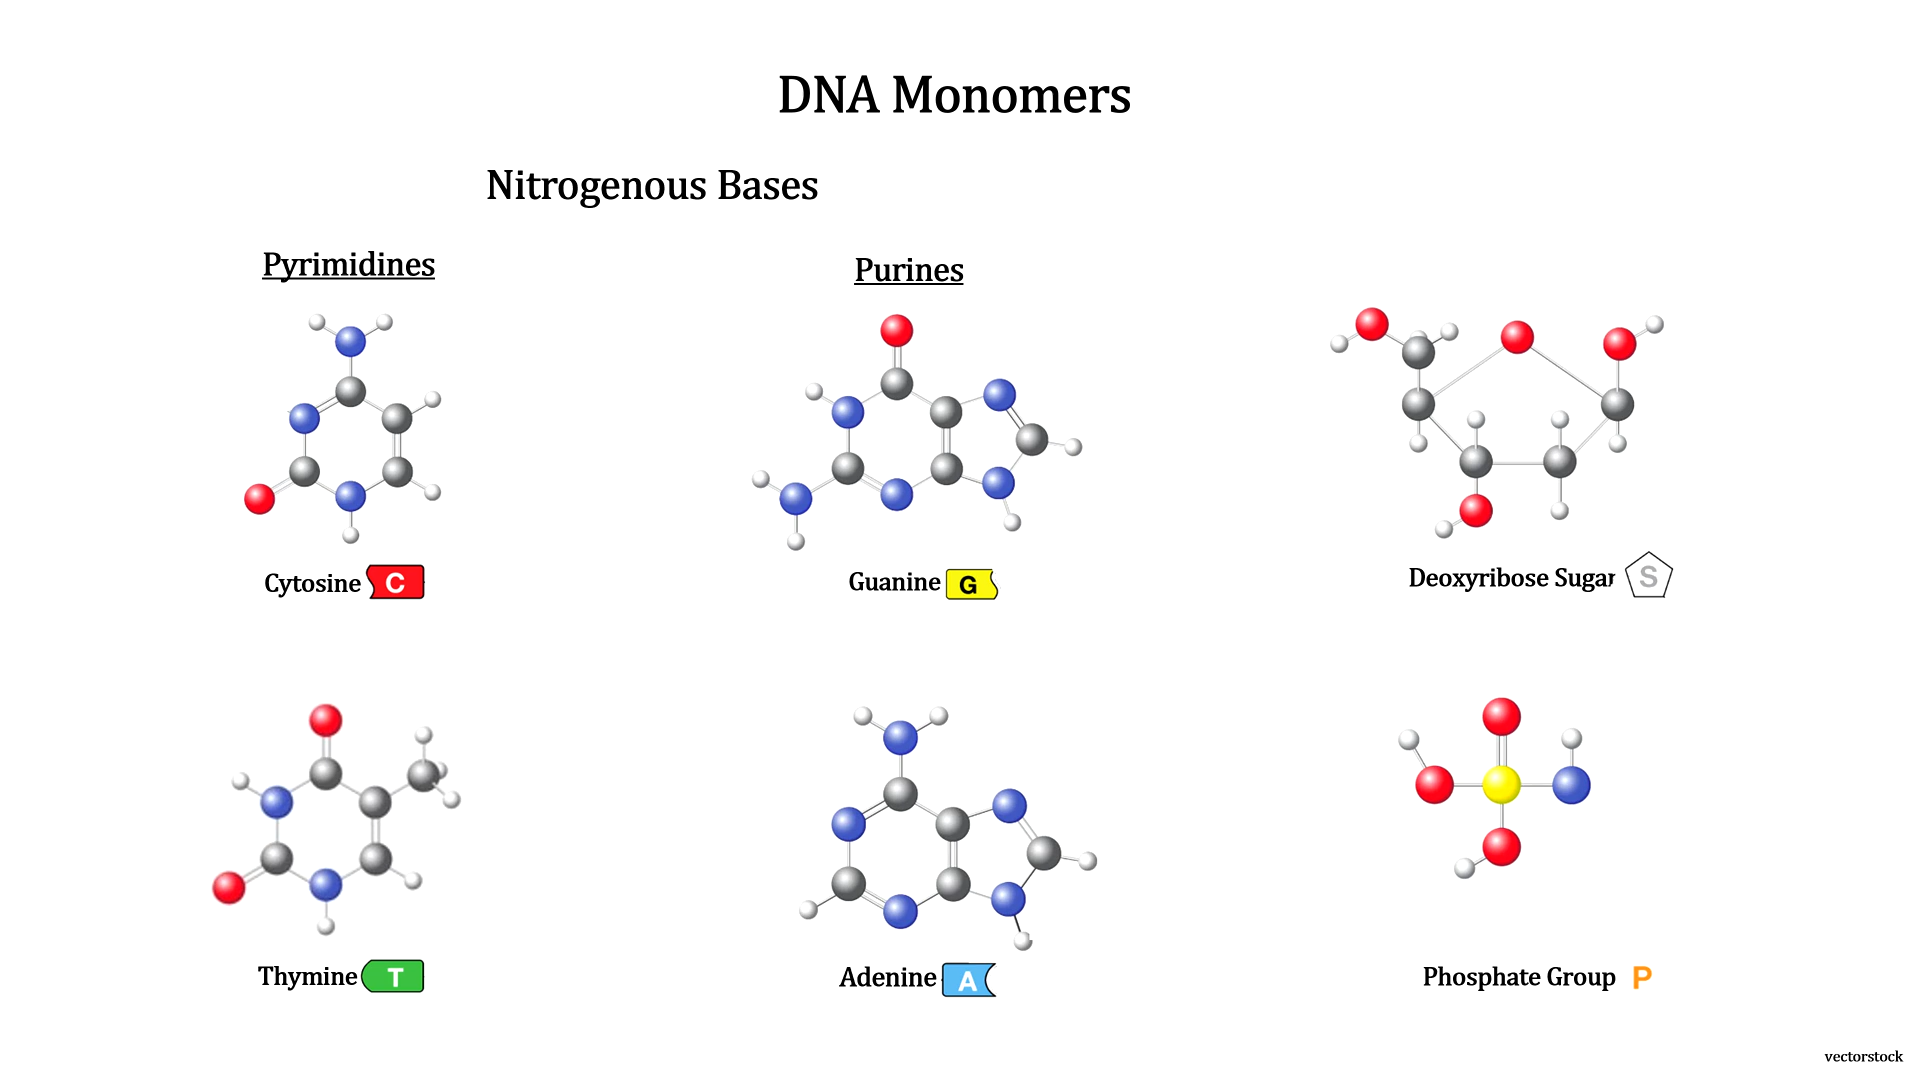 DNA Monomers
Nitrogenous Bases
Pyrimidines
Purines
Cytosine C
Guanine G
Deoxyribose Sugar S
Thymine T
Adenine A
Phosphate Group P
vectorstock